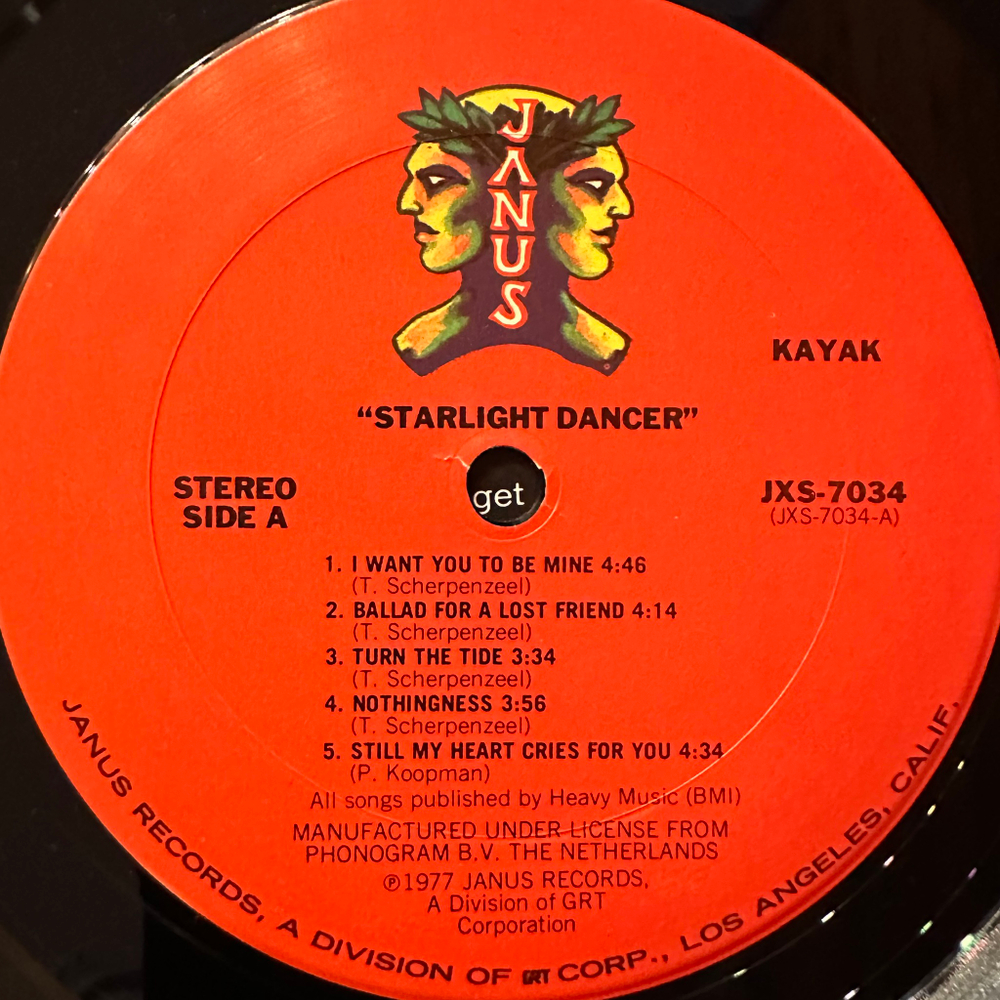 JANUS
KAYAK
“STARLIGHT DANCER”
STEREO
SIDE A
get
JXS-7034
(JXS-7034-A)
1. I WANT YOU TO BE MINE 4:46
(T. Scherpenzeel)
2. BALLAD FOR A LOST FRIEND 4:14
(T. Scherpenzeel)
3. TURN THE TIDE 3:34
(T. Scherpenzeel)
4. NOTHINGNESS 3:56
(T. Scherpenzeel)
5. STILL MY HEART CRIES FOR YOU 4:34
(P. Koopman)
All songs published by Heavy Music (BMI)
MANUFACTURED UNDER LICENSE FROM
PHONOGRAM B.V. THE NETHERLANDS
℗1977 JANUS RECORDS,
A Division of GRT
Corporation
JANUS RECORDS, A DIVISION OF GRT CORP., LOS ANGELES, CALIF.